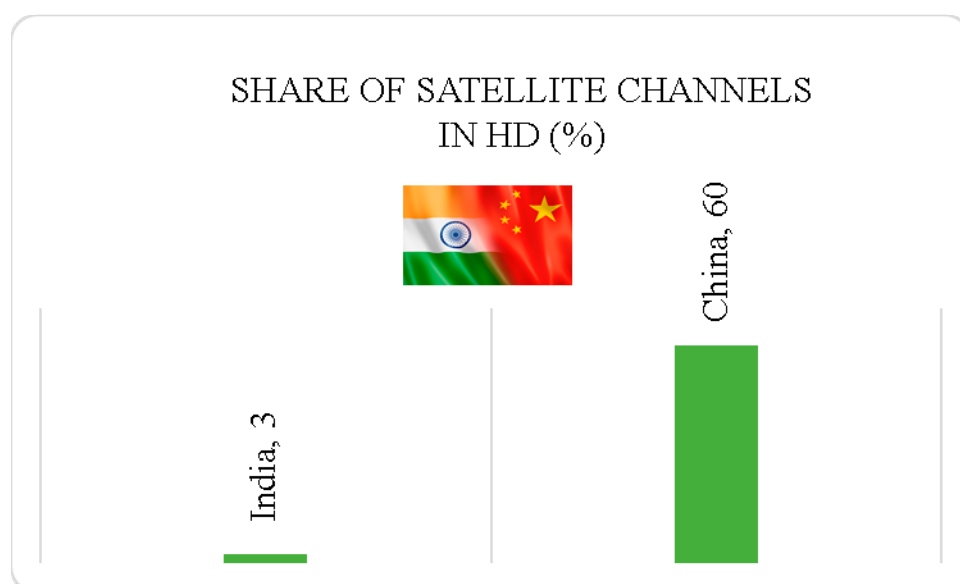 SHARE OF SATELLITE CHANNELS
IN HD (%)
India, 3
China, 60